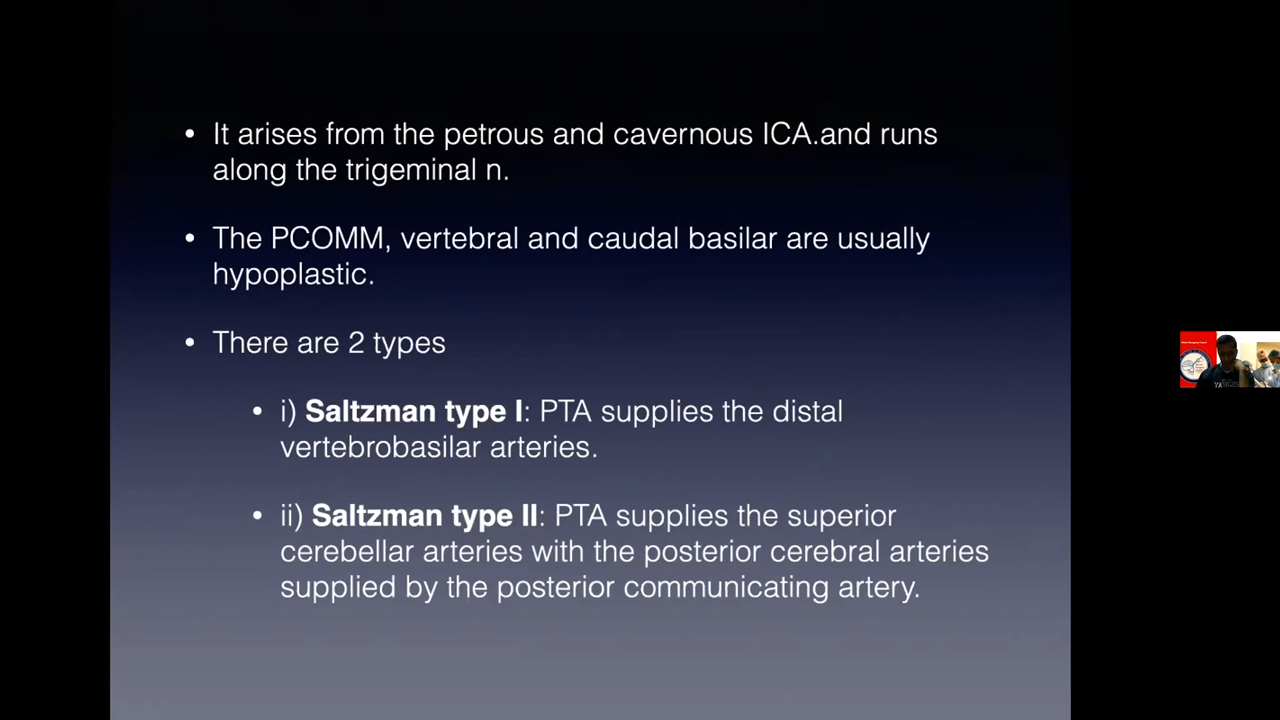 • It arises from the petrous and cavernous ICA.and runs
along the trigeminal n.
• The PCOMM, vertebral and caudal basilar are usually
hypoplastic.
• There are 2 types
• i) Saltzman type I: PTA supplies the distal
vertebrobasilar arteries.
• ii) Saltzman type II: PTA supplies the superior
cerebellar arteries with the posterior cerebral arteries
supplied by the posterior communicating artery.